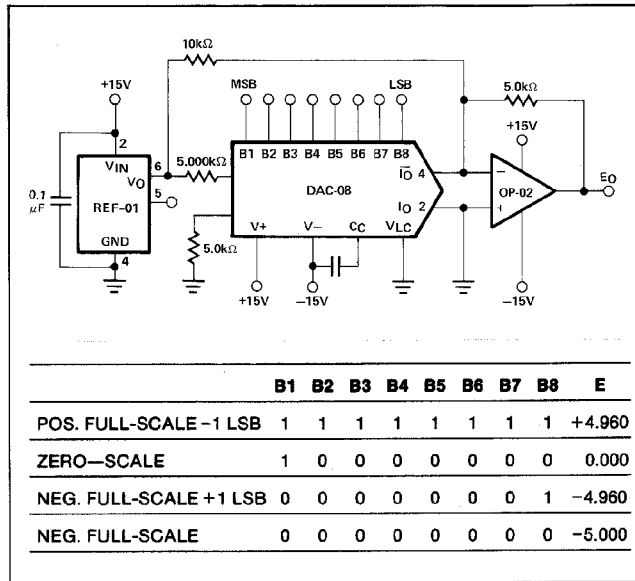 10kΩ
+15V
MSB
LSB
5.0kΩ
+15V
2
VIN
VO
6
5
REF-01
GND
4
0.1
μF
5.000kΩ
5.0kΩ
B1 B2 B3 B4 B5 B6 B7 B8
DAC-08
IO 4
IO 2
V+ V− CC VLC
+15V
−15V
−
+
OP-02
EO
−15V
B1 B2 B3 B4 B5 B6 B7 B8 E
POS. FULL-SCALE −1 LSB 1 1 1 1 1 1 1 1 +4.960
ZERO—SCALE 1 0 0 0 0 0 0 0 0.000
NEG. FULL-SCALE +1 LSB 0 0 0 0 0 0 0 1 −4.960
NEG. FULL-SCALE 0 0 0 0 0 0 0 0 −5.000